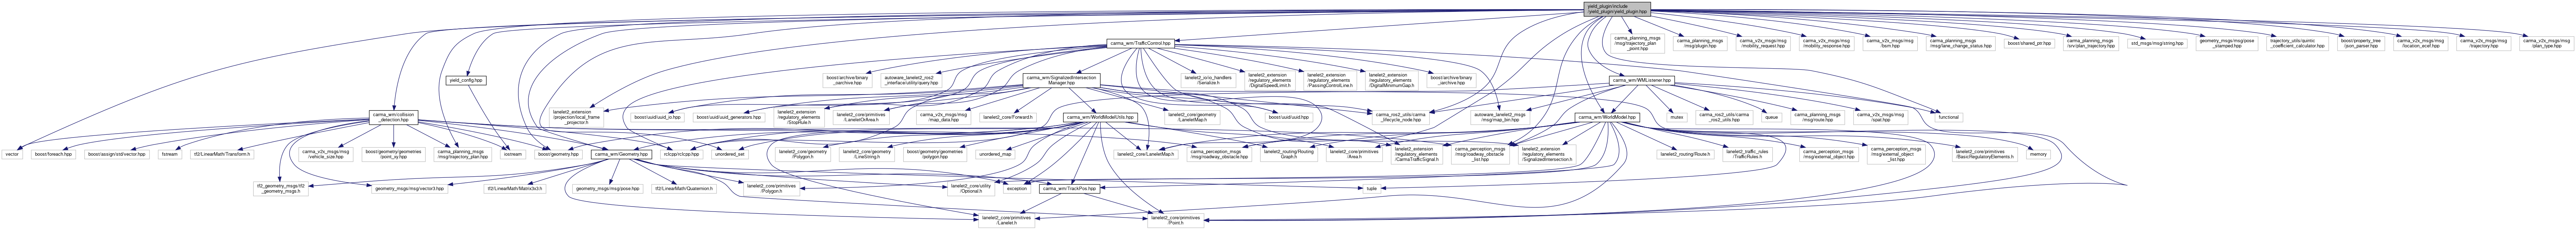 yield_plugin/include
/yield_plugin/yield_plugin.hpp
carma_planning_msgs
/msg/trajectory_plan
_point.hpp
carma_planning_msgs
/msg/plugin.hpp
carma_v2x_msgs/msg
/mobility_request.hpp
carma_v2x_msgs/msg
/mobility_response.hpp
carma_v2x_msgs/msg
/bsm.hpp
carma_planning_msgs
/msg/lane_change_status.hpp
boost/shared_ptr.hpp
carma_planning_msgs
/srv/plan_trajectory.hpp
std_msgs/msg/string.hpp
geometry_msgs/msg/pose
_stamped.hpp
trajectory_utils/quintic
_coefficient_calculator.hpp
boost/property_tree
/json_parser.hpp
carma_v2x_msgs/msg
/location_ecef.hpp
carma_v2x_msgs/msg
/trajectory.hpp
carma_v2x_msgs/msg
/plan_type.hpp
carma_wm/TrafficControl.hpp
yield_config.hpp
boost/archive/binary
_oarchive.hpp
autoware_lanelet2_ros2
_interface/utility/query.hpp
carma_wm/SignalizedIntersection
Manager.hpp
lanelet2_io/io_handlers
/Serialize.h
lanelet2_extension
/regulatory_elements
/DigitalSpeedLimit.h
lanelet2_extension
/regulatory_elements
/PassingControlLine.h
lanelet2_extension
/regulatory_elements
/DigitalMinimumGap.h
boost/archive/binary
_iarchive.hpp
carma_wm/WMListener.hpp
carma_wm/collision
_detection.hpp
lanelet2_extension
/projection/local_frame
_projector.h
boost/uuid/uuid_io.hpp
boost/uuid/uuid_generators.hpp
lanelet2_extension
/regulatory_elements
/StopRule.h
lanelet2_core/primitives
/LaneletOrArea.h
carma_v2x_msgs/msg
/map_data.hpp
lanelet2_core/Forward.h
carma_wm/WorldModelUtils.hpp
lanelet2_core/geometry
/LaneletMap.h
boost/uuid/uuid.hpp
carma_ros2_utils/carma
_lifecycle_node.hpp
autoware_lanelet2_msgs
/msg/map_bin.hpp
carma_wm/WorldModel.hpp
mutex
carma_ros2_utils/carma
_ros2_utils.hpp
queue
carma_planning_msgs
/msg/route.hpp
carma_v2x_msgs/msg
/spat.hpp
functional
vector
boost/foreach.hpp
boost/assign/std/vector.hpp
fstream
tf2/LinearMath/Transform.h
carma_v2x_msgs/msg
/vehicle_size.hpp
boost/geometry/geometries
/point_xy.hpp
carma_planning_msgs
/msg/trajectory_plan.hpp
iostream
boost/geometry.hpp
carma_wm/Geometry.hpp
rclcpp/rclcpp.hpp
unordered_set
lanelet2_core/geometry
/Polygon.h
lanelet2_core/geometry
/LineString.h
boost/geometry/geometries
/polygon.hpp
unordered_map
lanelet2_core/LaneletMap.h
carma_perception_msgs
/msg/roadway_obstacle.hpp
lanelet2_routing/Routing
Graph.h
lanelet2_core/primitives
/Area.h
lanelet2_extension
/regulatory_elements
/CarmaTrafficSignal.h
carma_perception_msgs
/msg/roadway_obstacle
_list.hpp
lanelet2_extension
/regulatory_elements
/SignalizedIntersection.h
lanelet2_routing/Route.h
lanelet2_traffic_rules
/TrafficRules.h
carma_perception_msgs
/msg/external_object.hpp
carma_perception_msgs
/msg/external_object
_list.hpp
lanelet2_core/primitives
/BasicRegulatoryElements.h
memory
tf2_geometry_msgs/tf2
_geometry_msgs.h
geometry_msgs/msg/vector3.hpp
tf2/LinearMath/Matrix3x3.h
geometry_msgs/msg/pose.hpp
tf2/LinearMath/Quaternion.h
lanelet2_core/primitives
/Polygon.h
lanelet2_core/utility
/Optional.h
exception
carma_wm/TrackPos.hpp
tuple
lanelet2_core/primitives
/Lanelet.h
lanelet2_core/primitives
/Point.h